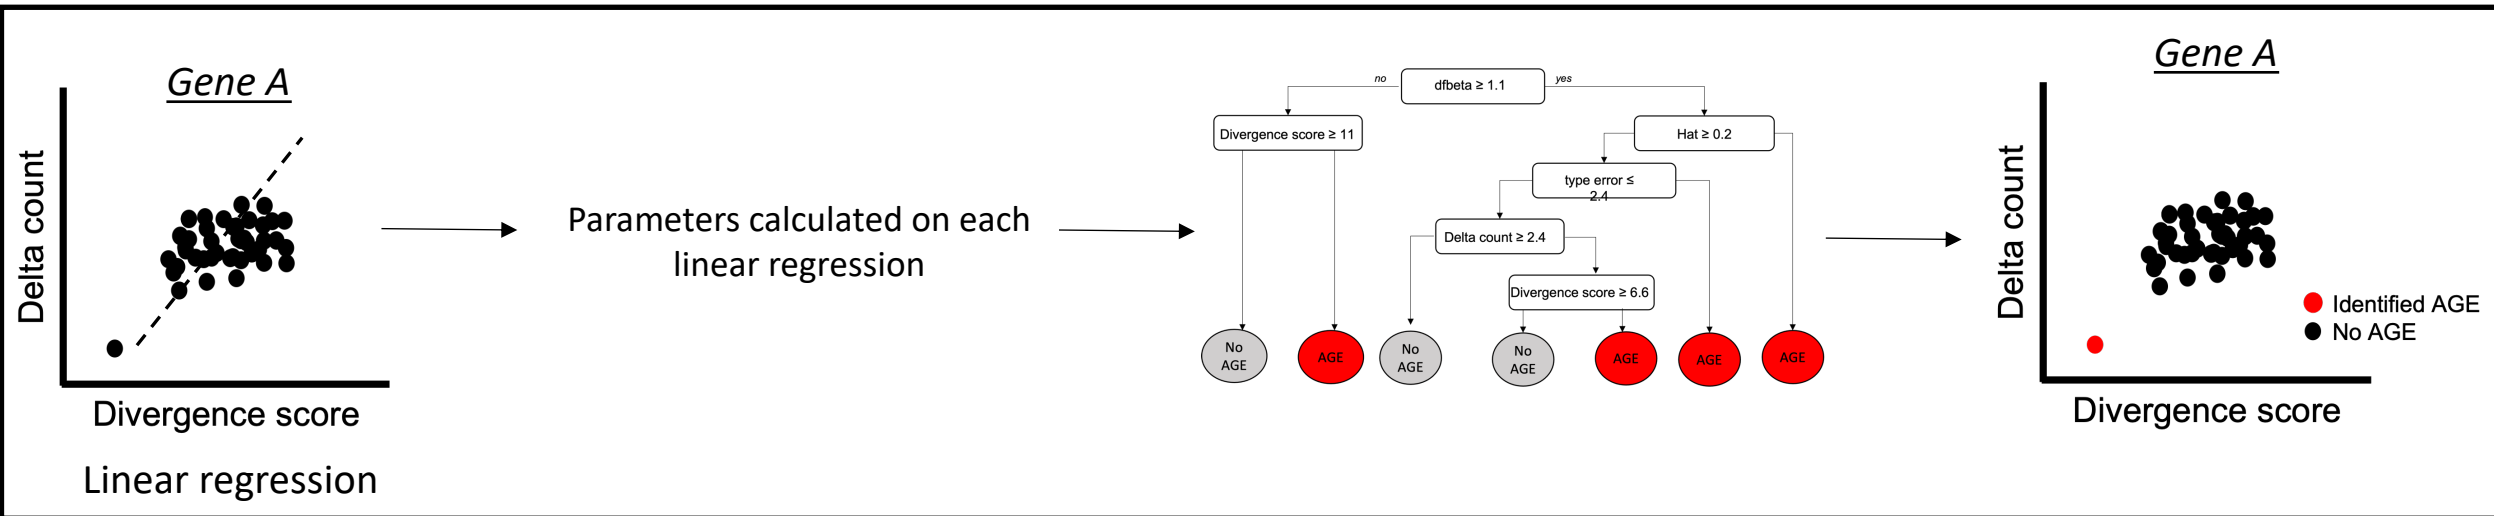 Gene A
Delta count
Divergence score
Linear regression
Parameters calculated on each
linear regression
no
dfbeta ≥ 1.1
yes
Divergence score ≥ 11
Hat ≥ 0.2
type error ≤
2.4
Delta count ≥ 2.4
Divergence score ≥ 6.6
No
AGE
AGE
No
AGE
No
AGE
AGE
AGE
AGE
Gene A
Delta count
Identified AGE
No AGE
Divergence score